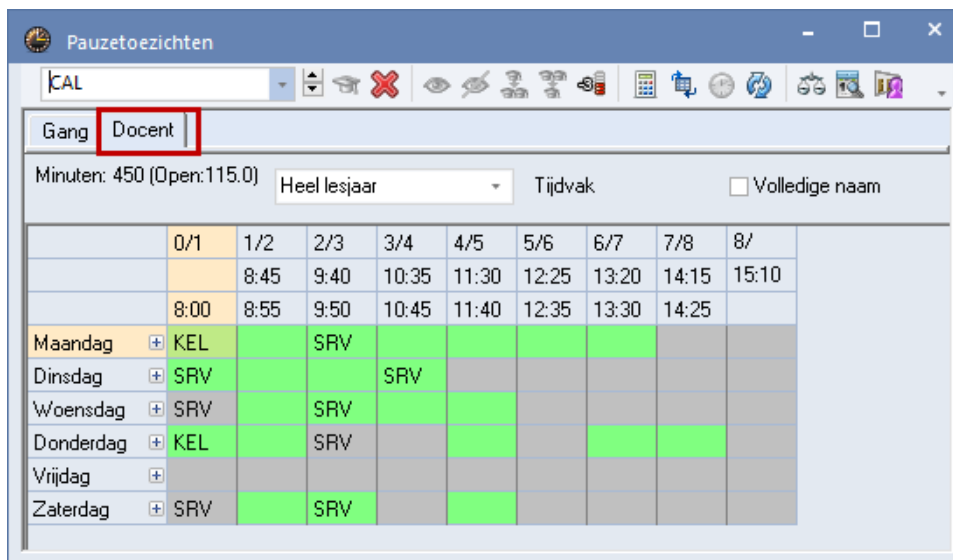 Pauzetoezichten
CAL
Gang Docent
Minuten: 450 (Open:115.0) Heel lesjaar Tijdvak Volledige naam
0/1 1/2 2/3 3/4 4/5 5/6 6/7 7/8 8/
8:45 9:40 10:35 11:30 12:25 13:20 14:15 15:10
8:00 8:55 9:50 10:45 11:40 12:35 13:30 14:25
Maandag KEL SRV
Dinsdag SRV SRV
Woensdag SRV SRV
Donderdag KEL SRV
Vrijdag
Zaterdag SRV SRV